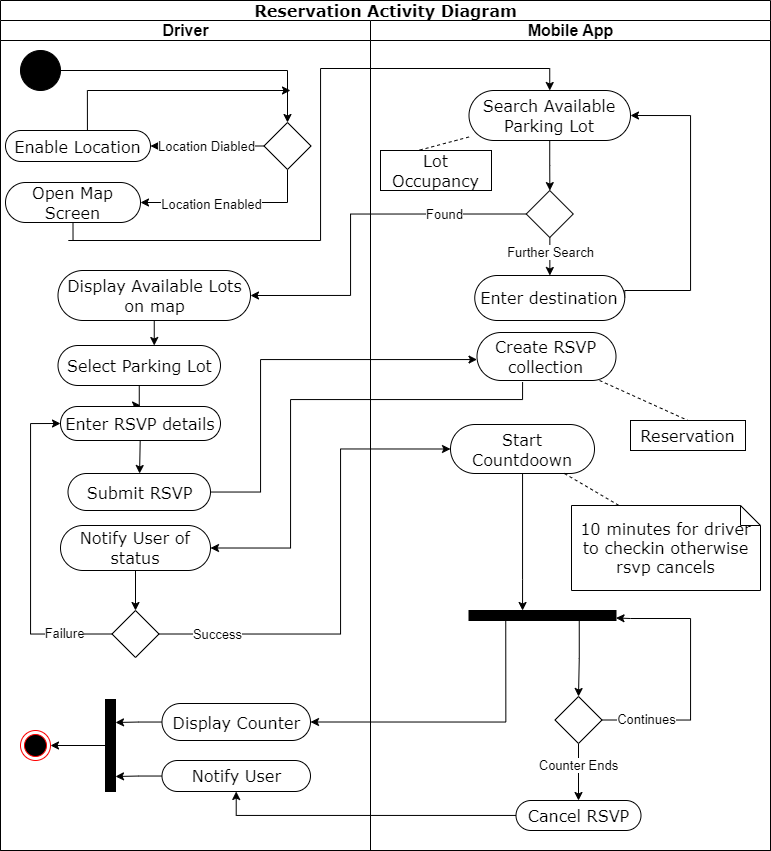 Reservation Activity Diagram
Driver
Mobile App
Search Available
Parking Lot
Enable Location
Location Diabled
Lot
Occupancy
Open Map
Screen
Location Enabled
Found
Further Search
Display Available Lots
on map
Enter destination
Create RSVP
collection
Select Parking Lot
Enter RSVP details
Reservation
Start
Countdoown
Submit RSVP
10 minutes for driver
to checkin otherwise
rsvp cancels
Notify User of
status
Failure
Success
Display Counter
Continues
Counter Ends
Notify User
Cancel RSVP